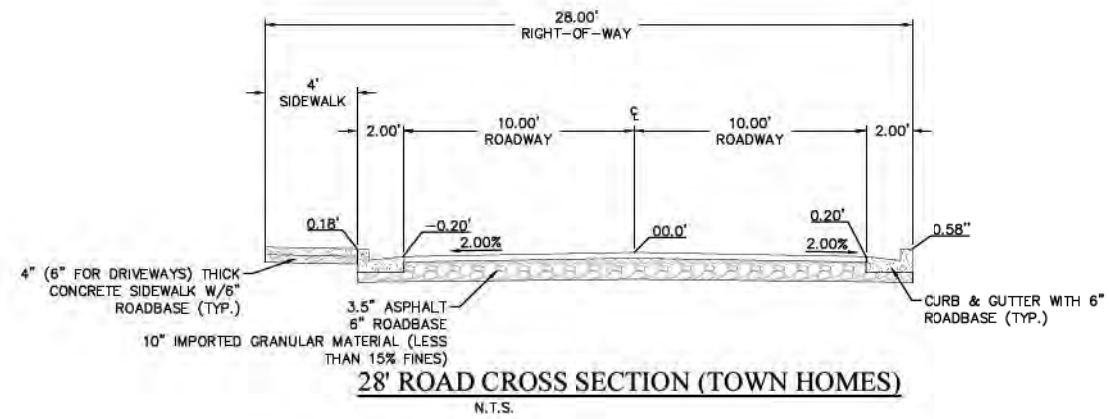 28.00'
RIGHT-OF-WAY
4'
SIDEWALK
2.00'
10.00'
ROADWAY
℄
10.00'
ROADWAY
2.00'
0.18'
-0.20'
2.00%
00.0'
0.20'
2.00%
0.58"
4" (6" FOR DRIVEWAYS) THICK
CONCRETE SIDEWALK W/6"
ROADBASE (TYP.)
3.5" ASPHALT
6" ROADBASE
10" IMPORTED GRANULAR MATERIAL (LESS
THAN 15% FINES)
CURB & GUTTER WITH 6"
ROADBASE (TYP.)
28' ROAD CROSS SECTION (TOWN HOMES)
N.T.S.